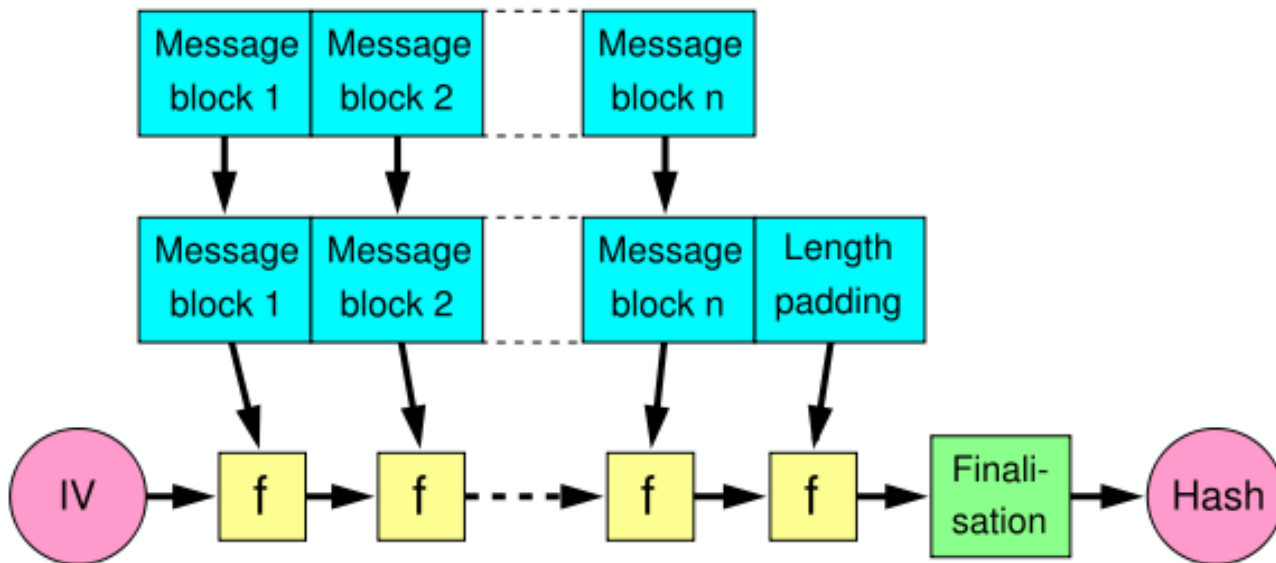 Message Message Message
block 1 block 2 block n
Message Message Message Length
block 1 block 2 block n padding
IV f f f f Finali- Hash
sation